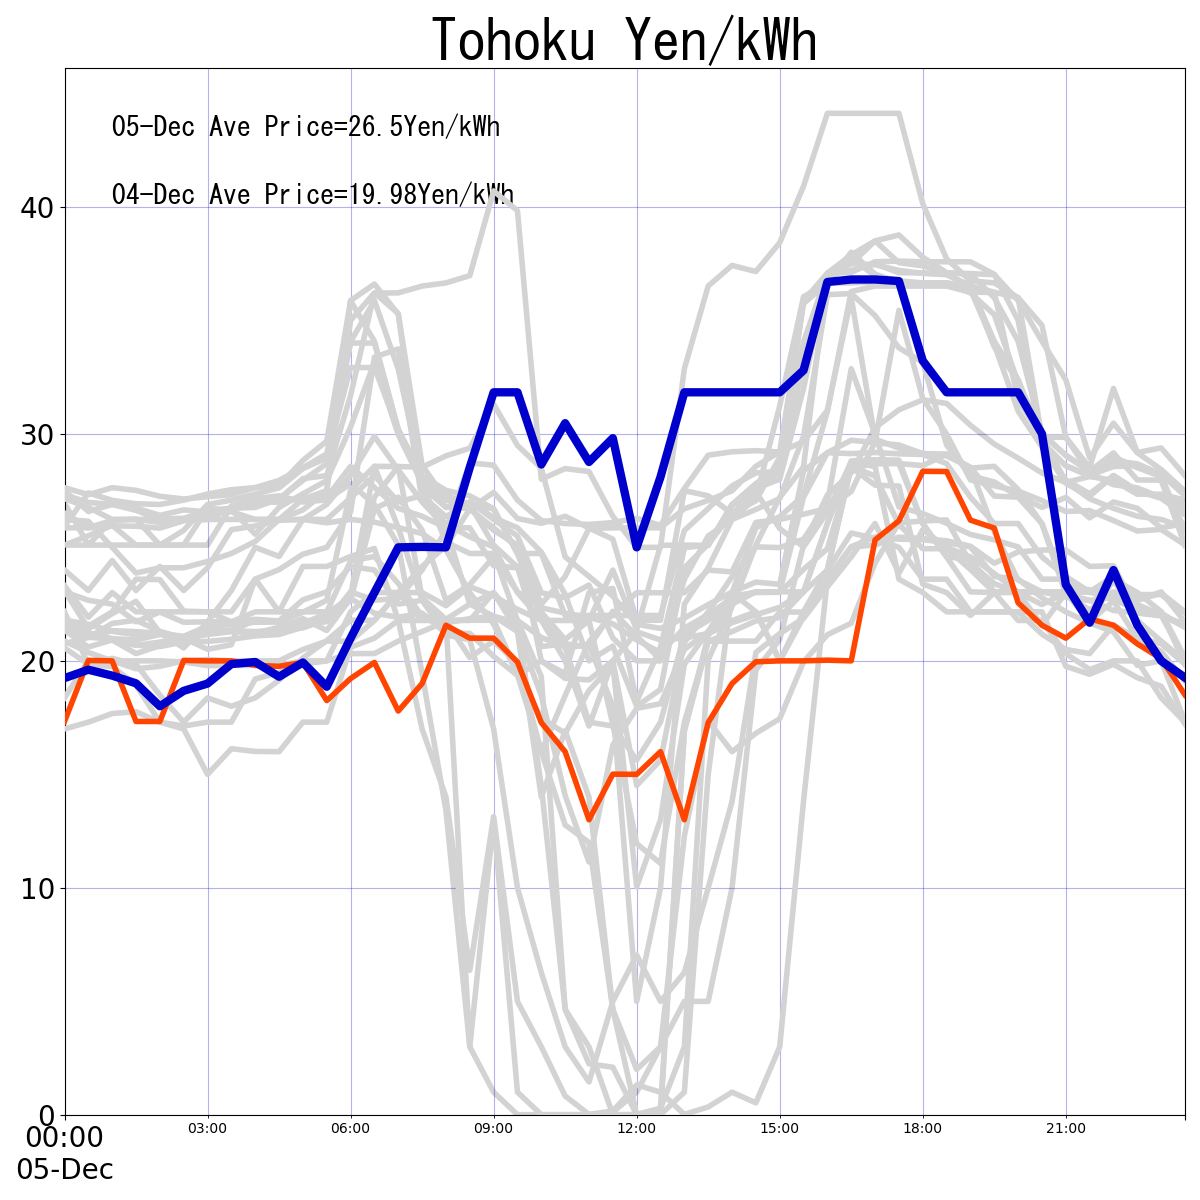 Tohoku Yen/kWh
05-Dec Ave Price=26.5Yen/kWh
04-Dec Ave Price=19.98Yen/kWh
40
30
20
10
0
00:00 03:00 06:00 09:00 12:00 15:00 18:00 21:00
05-Dec